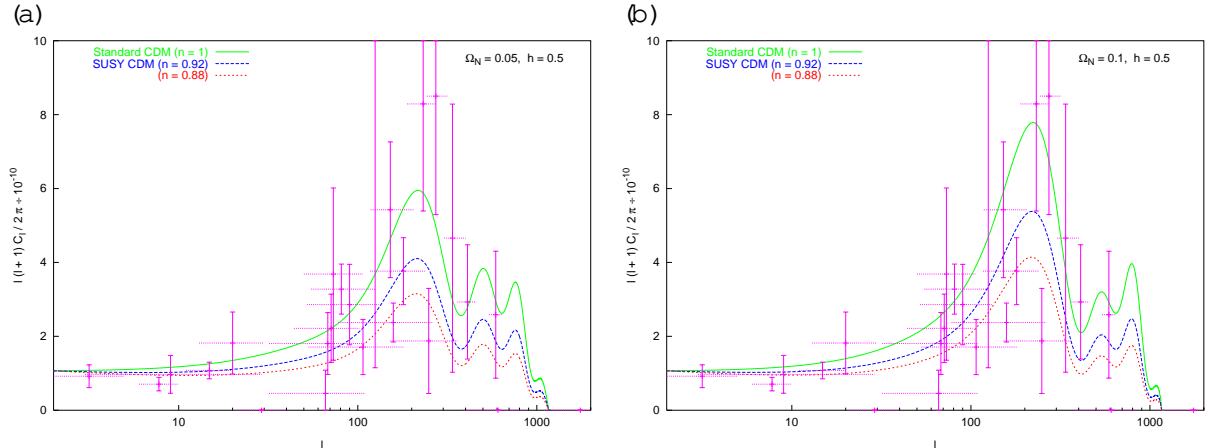 (a)
10
8
6
4
2
0
10
100
1000
l
l (l + 1) C_l / 2 π ÷ 10^-10
Standard CDM (n = 1)
SUSY CDM (n = 0.92)
(n = 0.88)
Ω_N = 0.05, h = 0.5
(b)
10
8
6
4
2
0
10
100
1000
l
l (l + 1) C_l / 2 π ÷ 10^-10
Standard CDM (n = 1)
SUSY CDM (n = 0.92)
(n = 0.88)
Ω_N = 0.1, h = 0.5